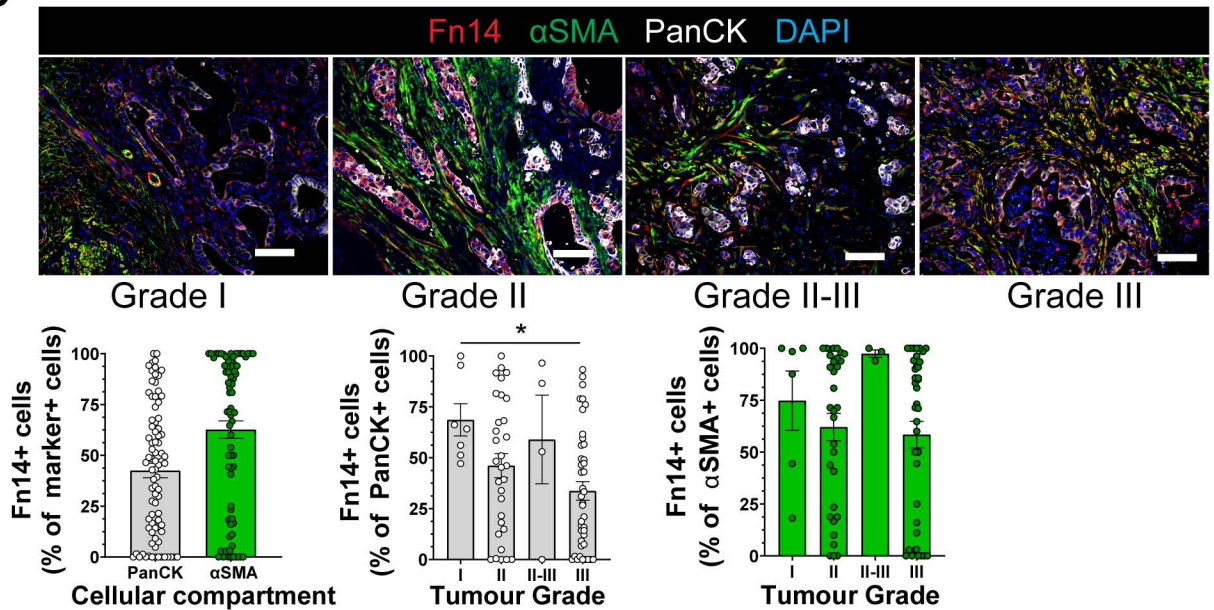 Fn14 αSMA PanCK DAPI
Grade I Grade II Grade II-III Grade III
Fn14+ cells
(% of marker+ cells)
100
75
50
25
0
PanCK αSMA
Cellular compartment
Fn14+ cells
(% of PanCK+ cells)
*
100
75
50
25
0
I II II-III III
Tumour Grade
Fn14+ cells
(% of αSMA+ cells)
100
75
50
25
0
I II II-III III
Tumour Grade